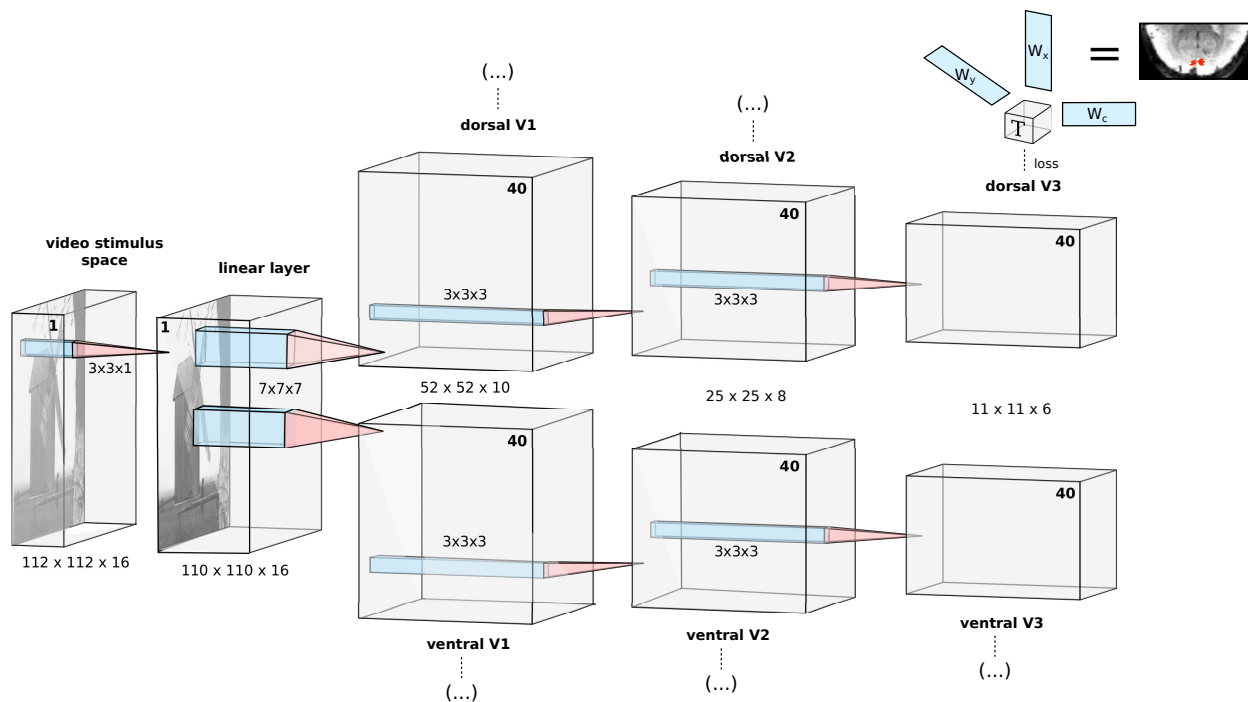 W_x
=
W_y
T
W_c
loss
(...)
dorsal V1
(...)
dorsal V2
dorsal V3
40
40
40
video stimulus
space
linear layer
1
1
3x3x1
7x7x7
3x3x3
3x3x3
52 x 52 x 10
25 x 25 x 8
11 x 11 x 6
40
40
40
3x3x3
3x3x3
112 x 112 x 16
110 x 110 x 16
ventral V1
(...)
ventral V2
(...)
ventral V3
(...)